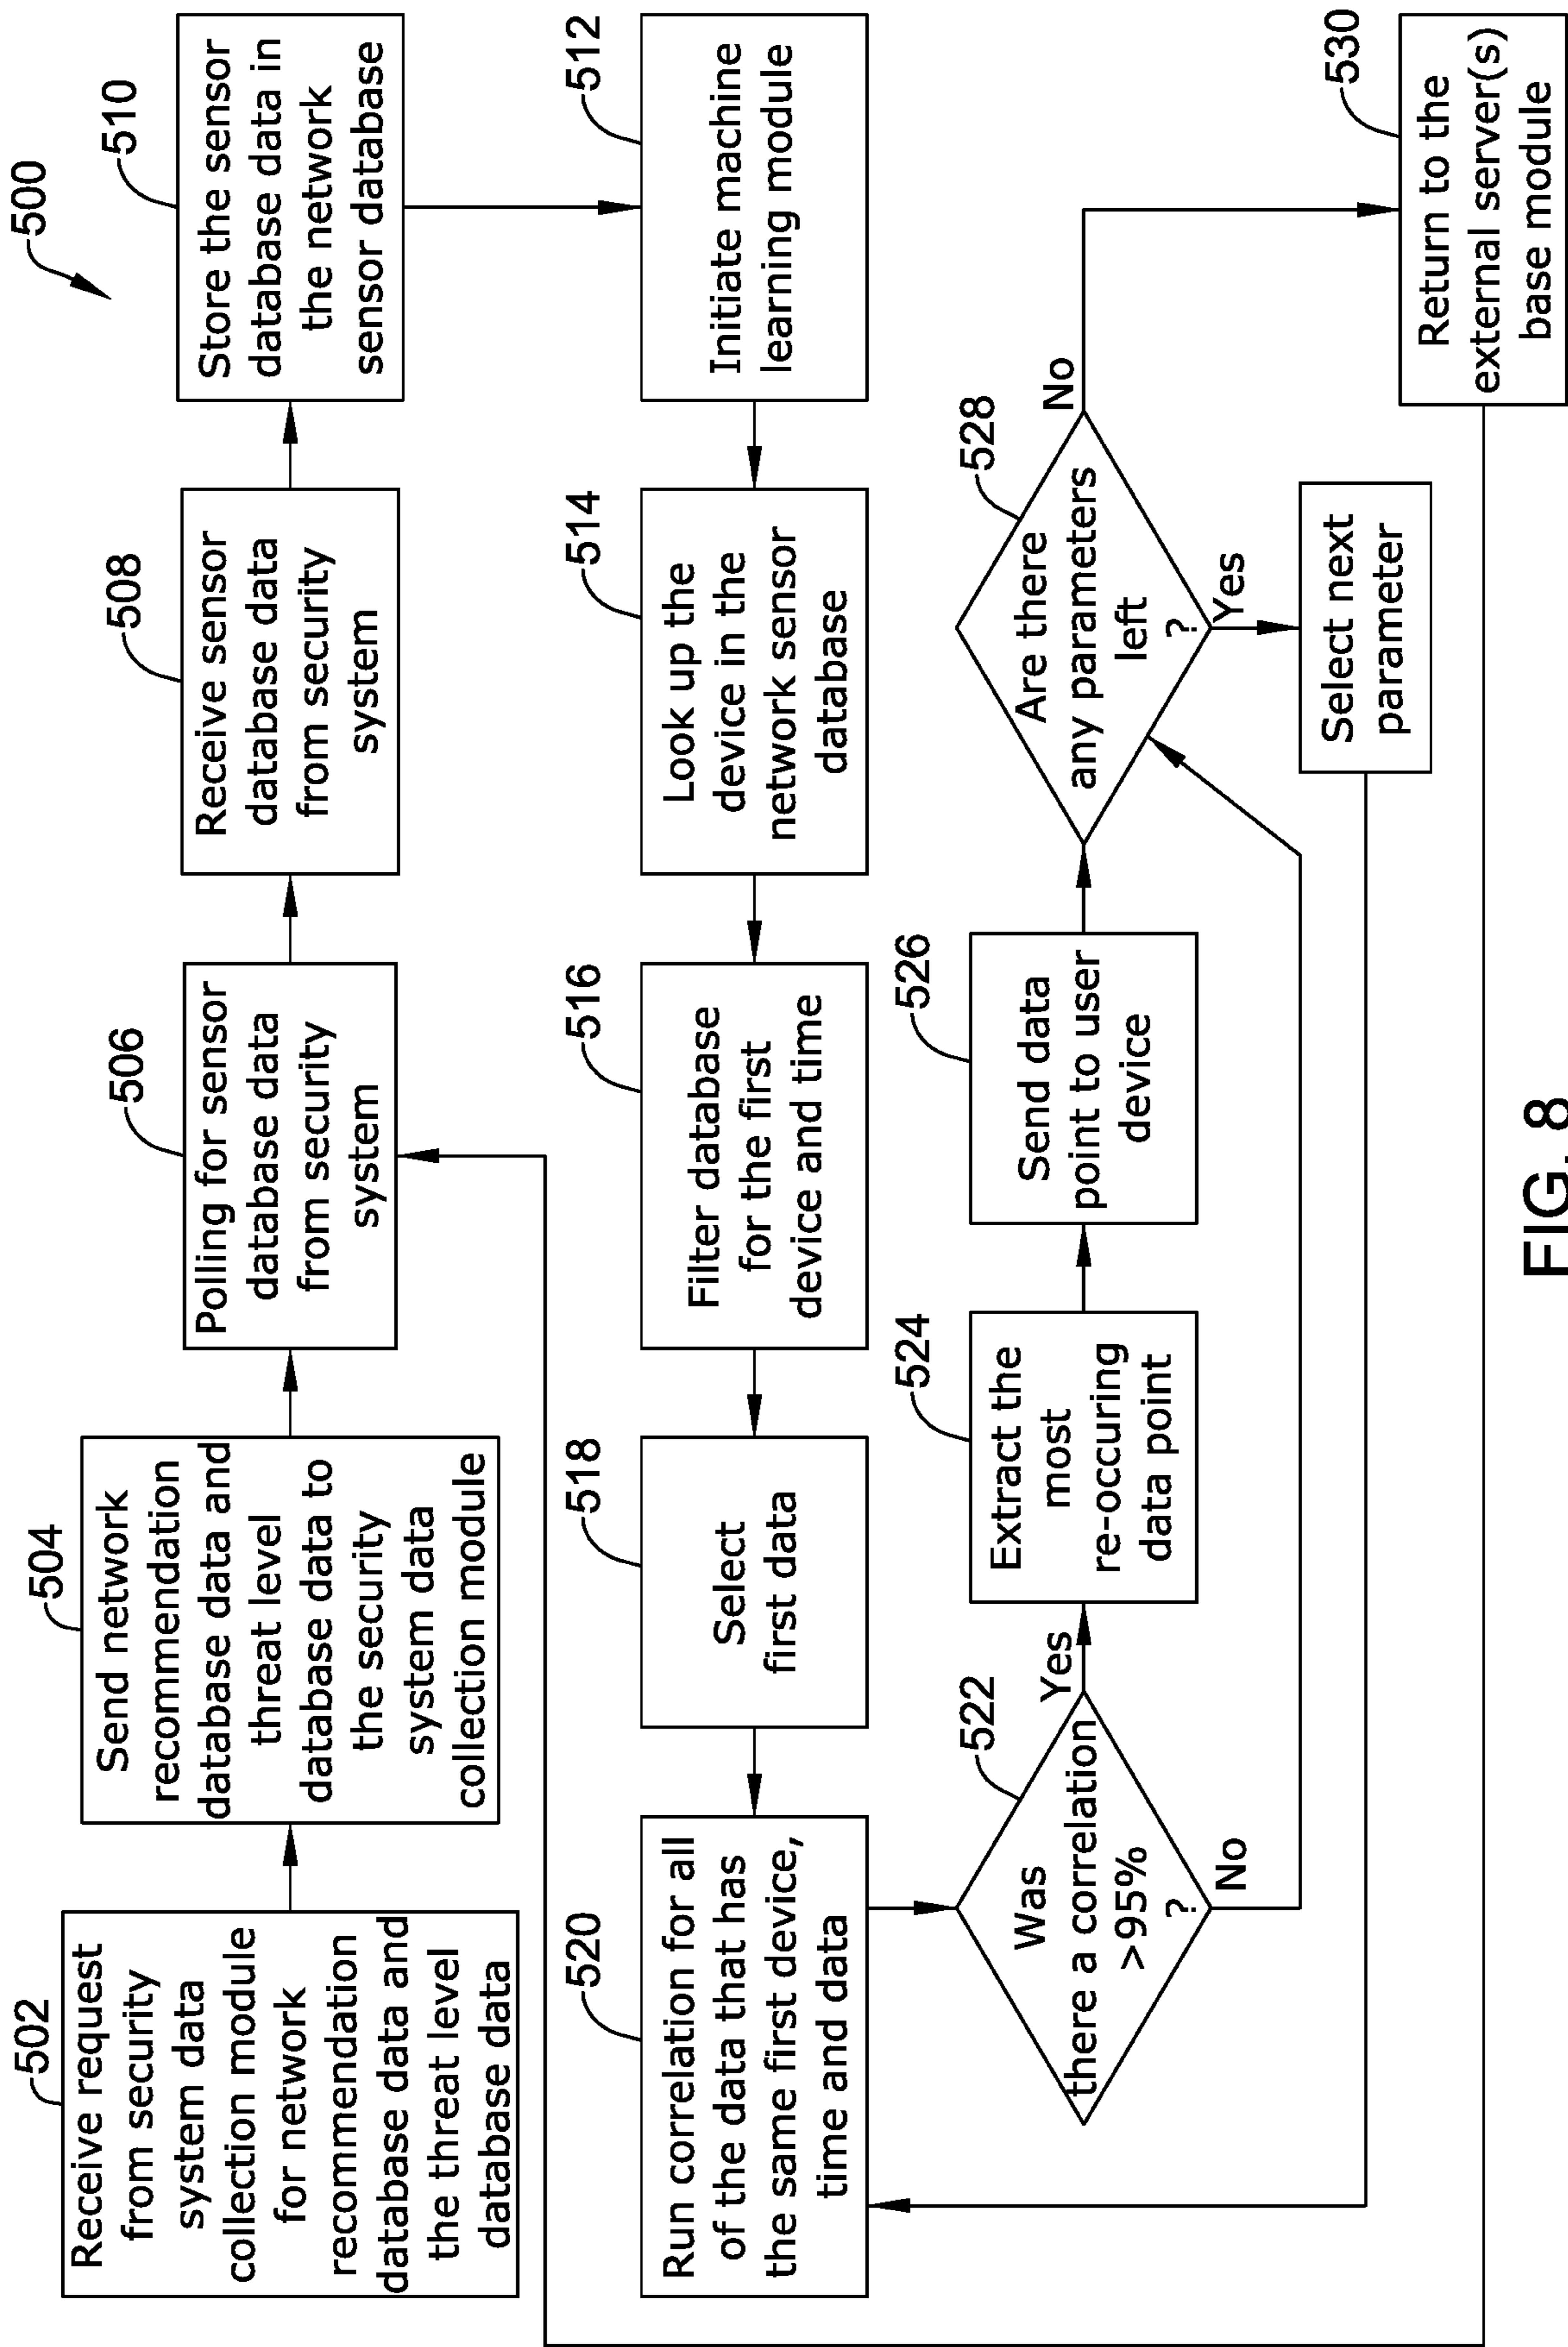 500
502
Receive request
from security
system data
collection module
for network
recommendation
database data and
the threat level
database data
504
Send network
recommendation
database data and
threat level
database data to
the security
system data
collection module
506
Polling for sensor
database data
from security
system
508
Receive sensor
database data
from security
system
510
Store the sensor
database data in
the network
sensor database
512
Initiate machine
learning module
514
Look up the
device in the
network sensor
database
516
Filter database
for the first
device and time
518
Select
first data
520
Run correlation for all
of the data that has
the same first device,
time and data
522
Was
there a correlation
>95%
?
Yes
No
524
Extract the
most
re-occuring
data point
526
Send data
point to user
device
528
Are there
any parameters
left
?
No
Yes
Select next
parameter
530
Return to the
external server(s)
base module
FIG. 8